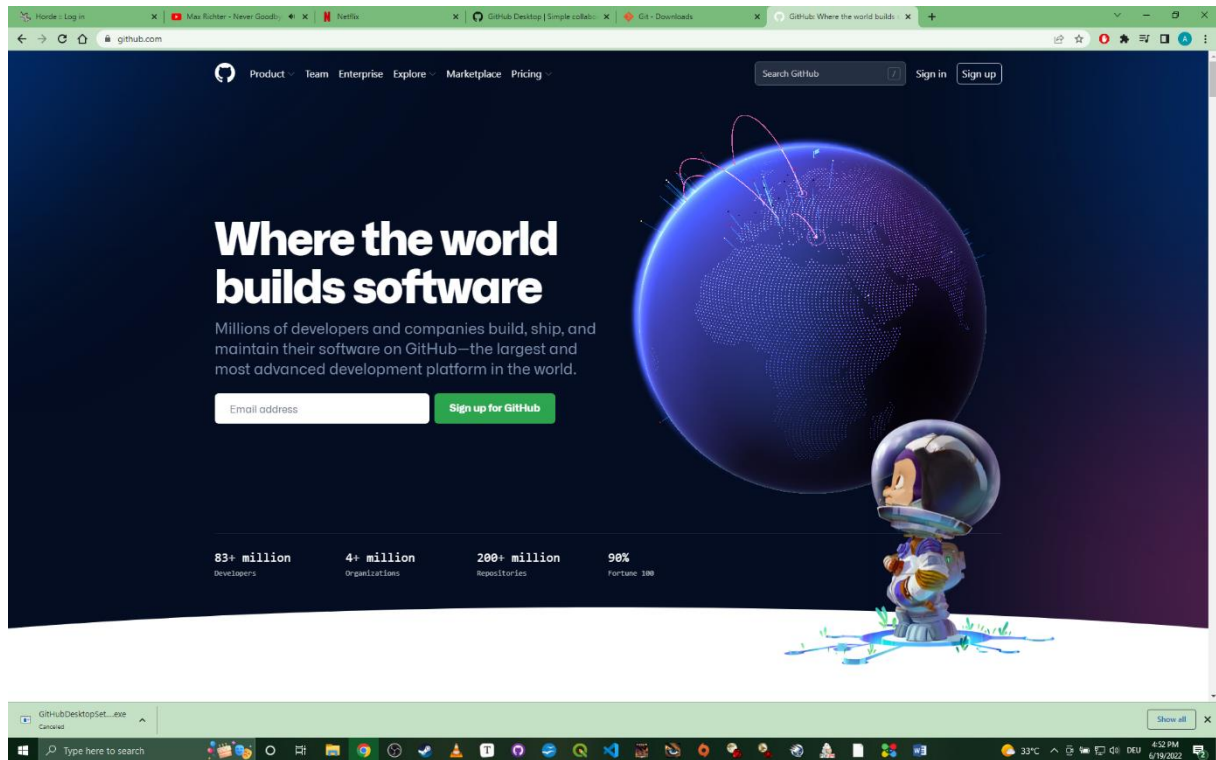 Horde :: Log in
Max Richter - Never Goodby
Netflix
GitHub Desktop | Simple collabo
Git - Downloads
GitHub: Where the world builds
github.com
Product Team Enterprise Explore Marketplace Pricing
Search GitHub /
Sign in Sign up
Where the world
builds software
Millions of developers and companies build, ship, and
maintain their software on GitHub—the largest and
most advanced development platform in the world.
Email address
Sign up for GitHub
83+ million 4+ million 200+ million 90%
Developers Organizations Repositories Fortune 100
GitHubDesktopSet....exe
Canceled
Show all
Type here to search
33°C DEU 4:52 PM
6/19/2022